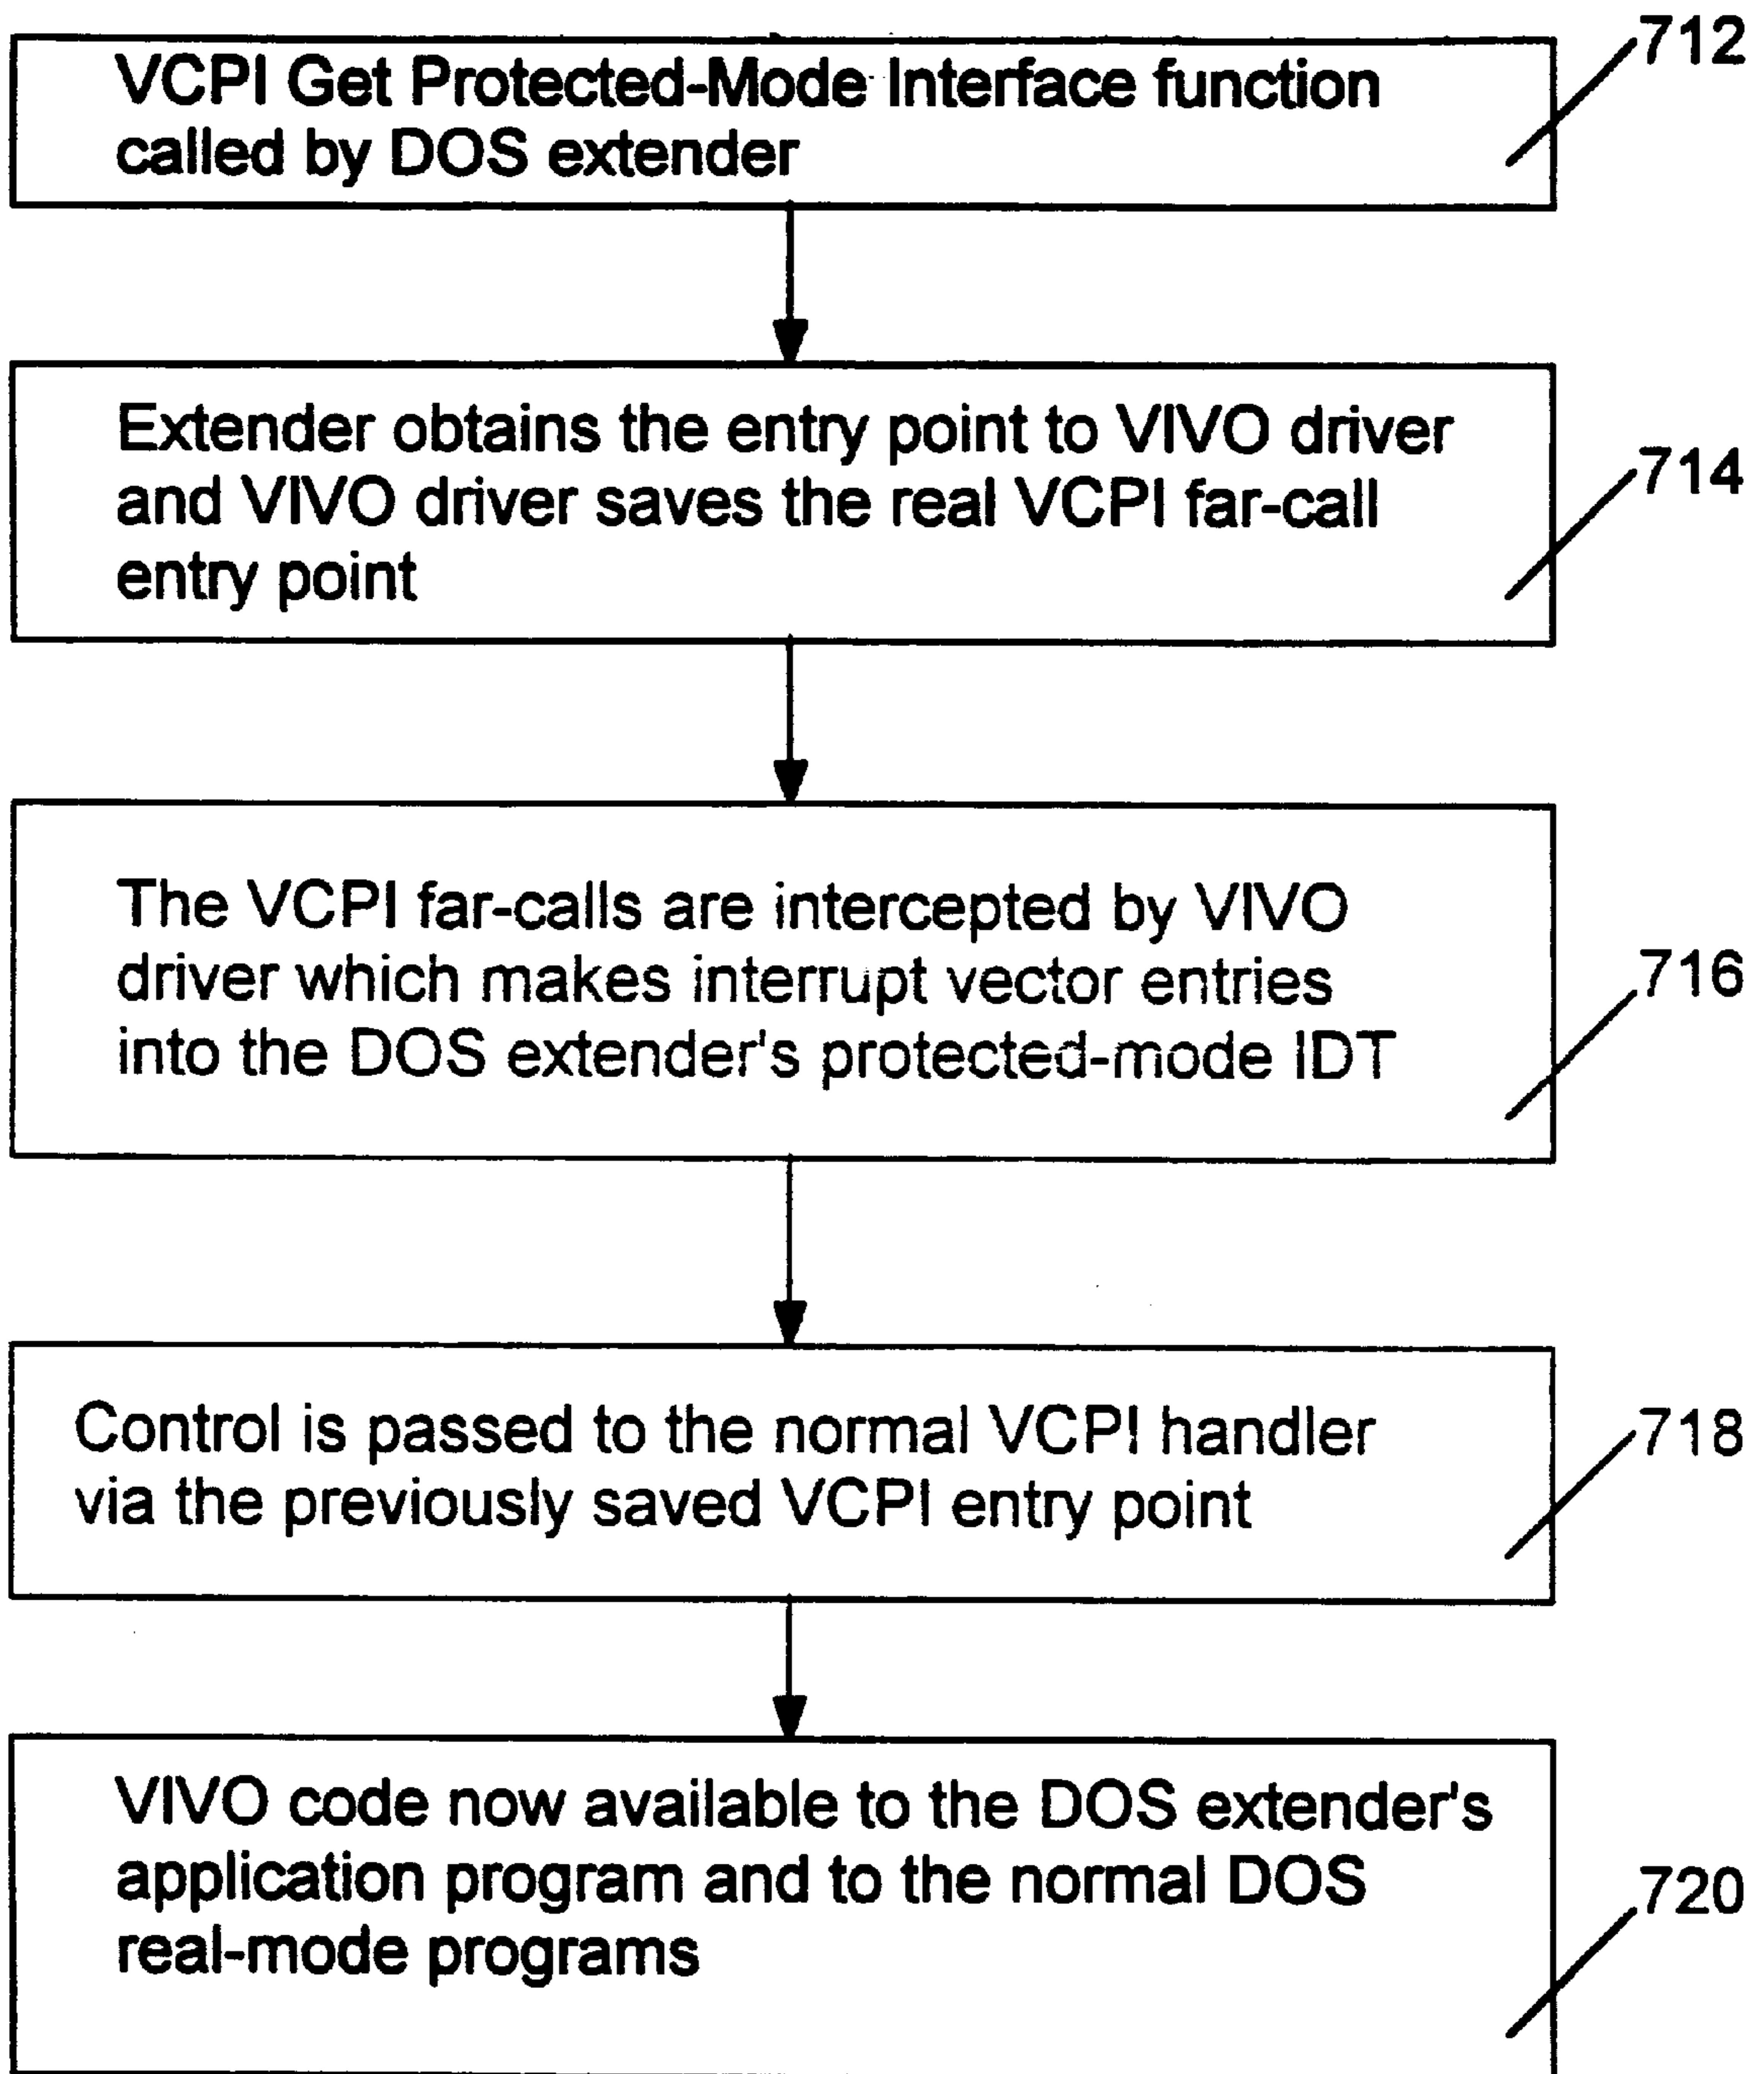 712
VCPI Get Protected-Mode Interface function
called by DOS extender
714
Extender obtains the entry point to VIVO driver
and VIVO driver saves the real VCPI far-call
entry point
716
The VCPI far-calls are intercepted by VIVO
driver which makes interrupt vector entries
into the DOS extender's protected-mode IDT
718
Control is passed to the normal VCPI handler
via the previously saved VCPI entry point
720
VIVO code now available to the DOS extender's
application program and to the normal DOS
real-mode programs